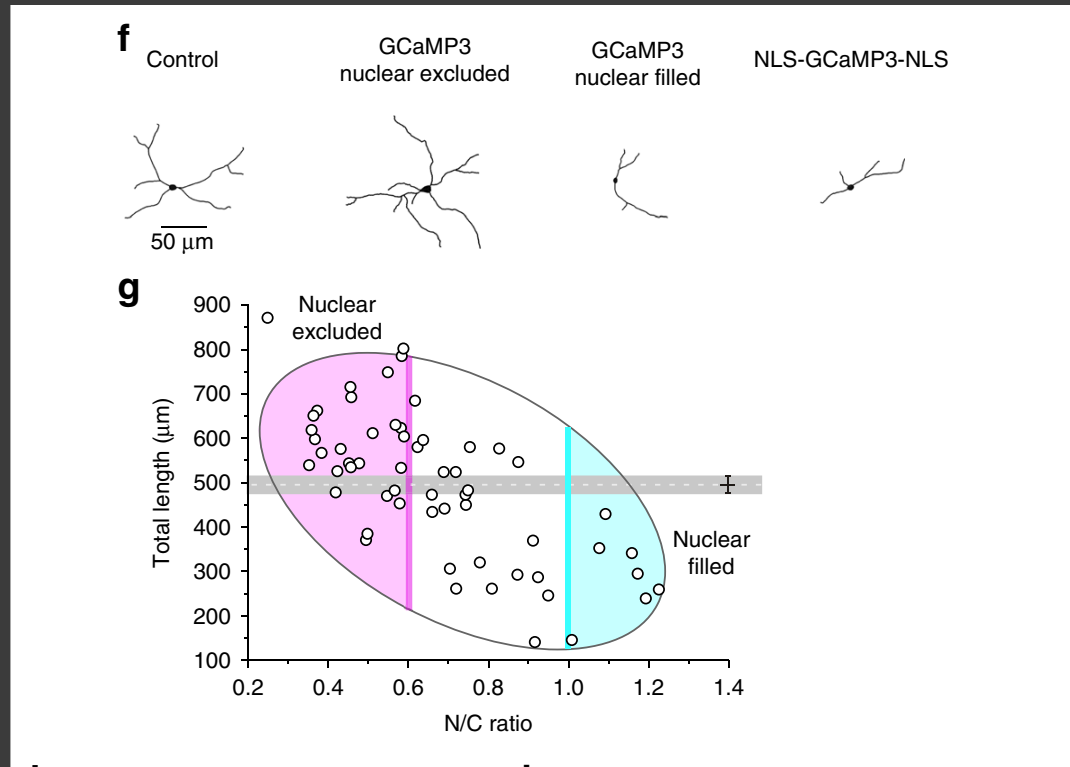 f
Control
GCaMP3
nuclear excluded
GCaMP3
nuclear filled
NLS-GCaMP3-NLS
50 μm
g
Nuclear
excluded
Total length (μm)
900
800
700
600
500
400
300
200
100
Nuclear
filled
0.2 0.4 0.6 0.8 1.0 1.2 1.4
N/C ratio